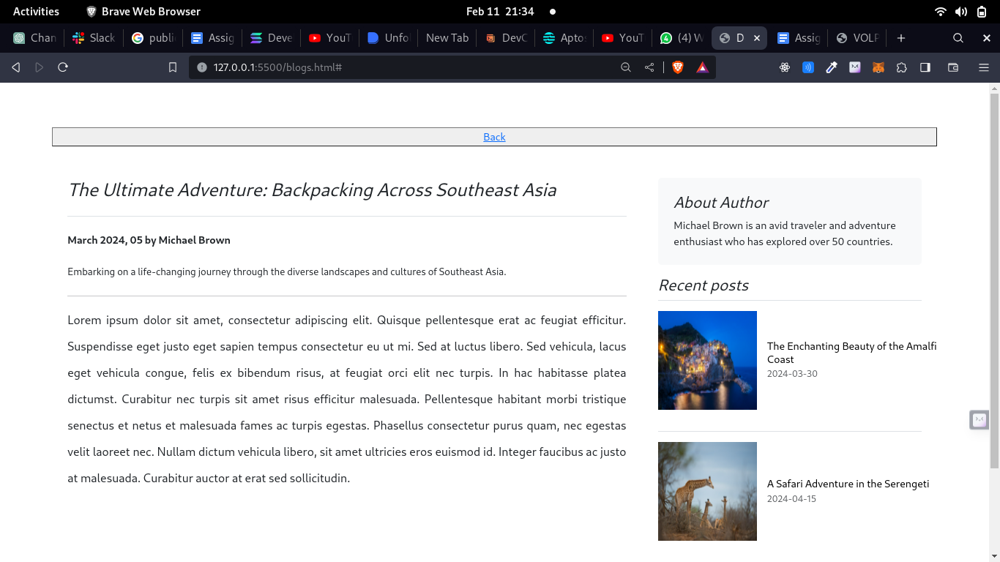 Activities
Brave Web Browser
Feb 11 21:34
Chan
Slack
publi
Assig
Deve
YouT
Unfo
New Tab
DevC
Aptos
YouT
(4) W
D
Assig
VOLP
127.0.0.1:5500/blogs.html#
Back
The Ultimate Adventure: Backpacking Across Southeast Asia
March 2024, 05 by Michael Brown
Embarking on a life-changing journey through the diverse landscapes and cultures of Southeast Asia.
Lorem ipsum dolor sit amet, consectetur adipiscing elit. Quisque pellentesque erat ac feugiat efficitur.
Suspendisse eget justo eget sapien tempus consectetur eu ut mi. Sed at luctus libero. Sed vehicula, lacus
eget vehicula congue, felis ex bibendum risus, at feugiat orci elit nec turpis. In hac habitasse platea
dictumst. Curabitur nec turpis sit amet risus efficitur malesuada. Pellentesque habitant morbi tristique
senectus et netus et malesuada fames ac turpis egestas. Phasellus consectetur purus quam, nec egestas
velit laoreet nec. Nullam dictum vehicula libero, sit amet ultricies eros euismod id. Integer faucibus ac justo
at malesuada. Curabitur auctor at erat sed sollicitudin.
About Author
Michael Brown is an avid traveler and adventure
enthusiast who has explored over 50 countries.
Recent posts
The Enchanting Beauty of the Amalfi
Coast
2024-03-30
A Safari Adventure in the Serengeti
2024-04-15